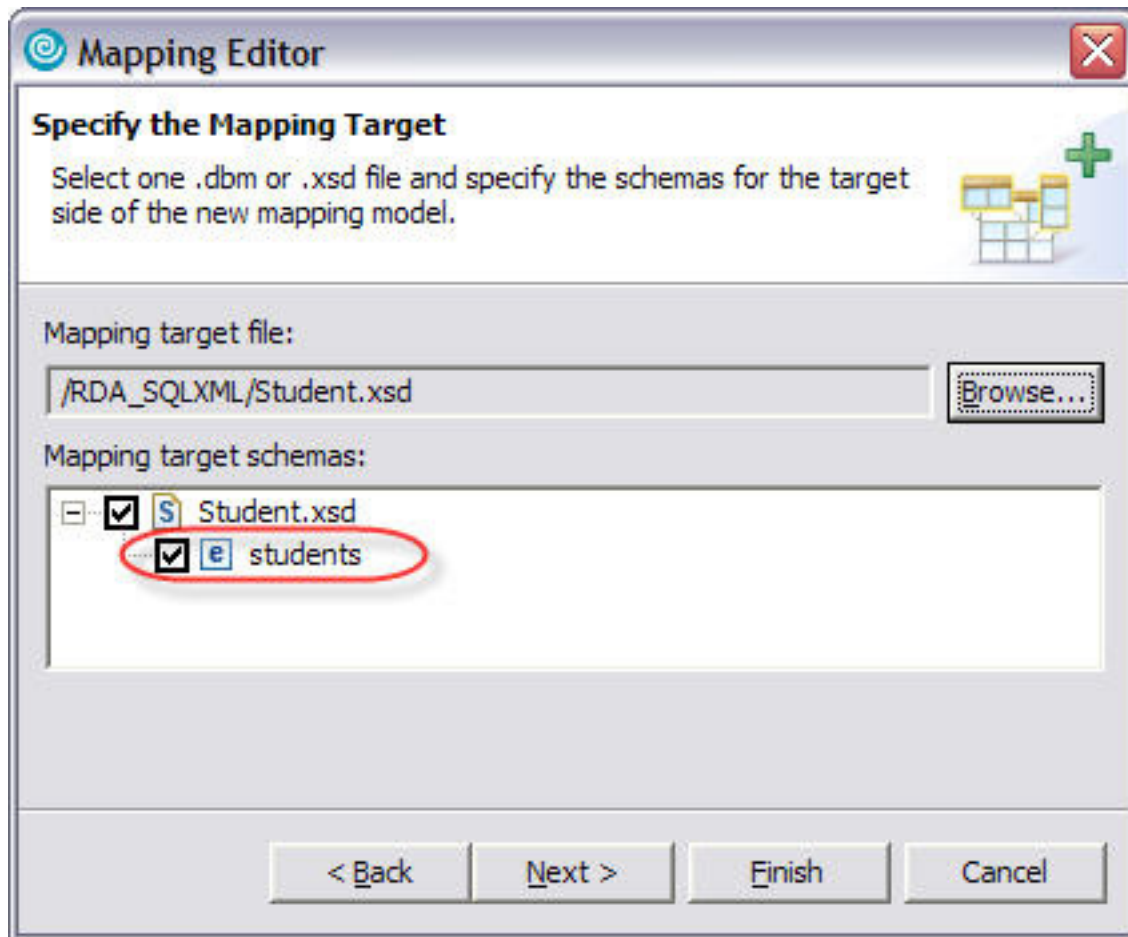 Mapping Editor
Specify the Mapping Target
Select one .dbm or .xsd file and specify the schemas for the target
side of the new mapping model.
Mapping target file:
/RDA_SQLXML/Student.xsd
Browse...
Mapping target schemas:
S Student.xsd
e students
< Back Next > Finish Cancel